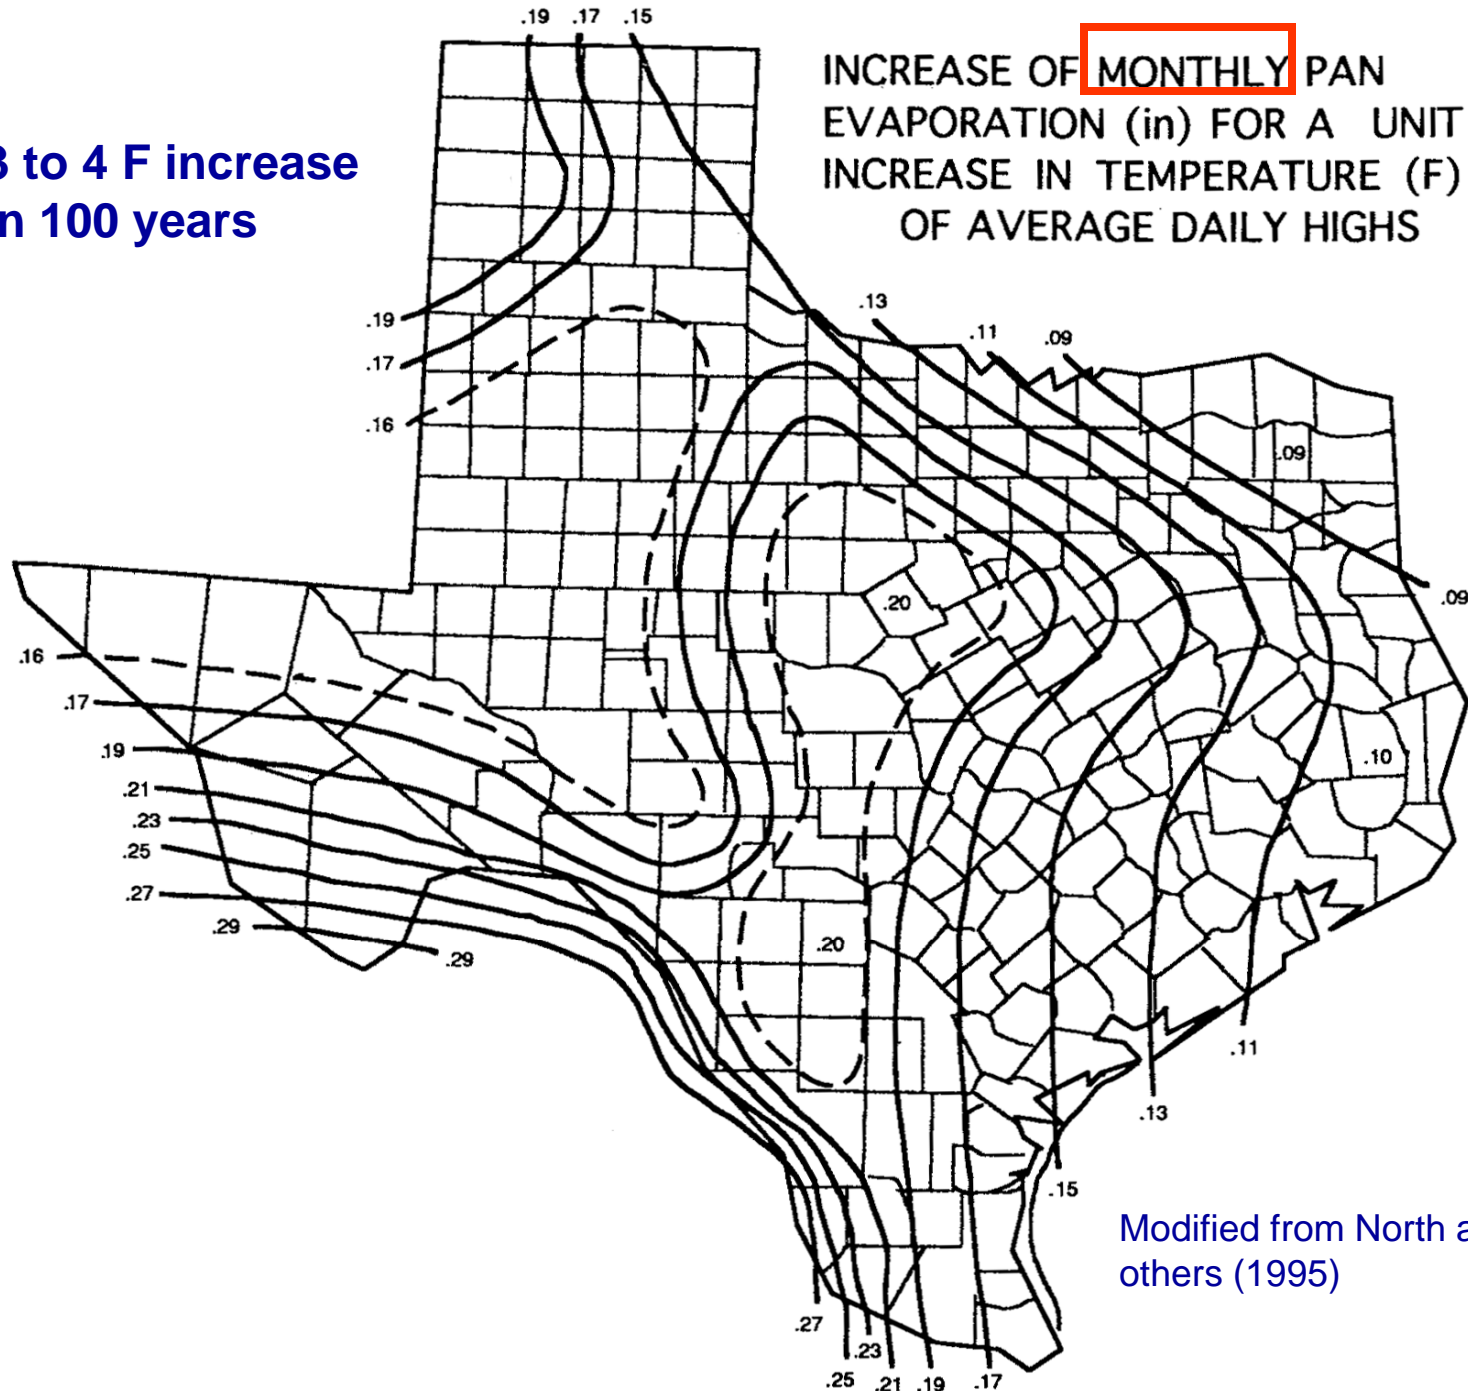 .19 .17 .15
INCREASE OF MONTHLY PAN
EVAPORATION (in) FOR A UNIT
INCREASE IN TEMPERATURE (F)
OF AVERAGE DAILY HIGHS
3 to 4 F increase
n 100 years
.19
.17
.16
.13
.11
.09
.09
.20
.09
.16
.17
.19
.21
.23
.25
.27
.29
.29
.10
.20
.11
.13
.15
Modified from North a
others (1995)
.27
.23
.25 .21 .19 .17